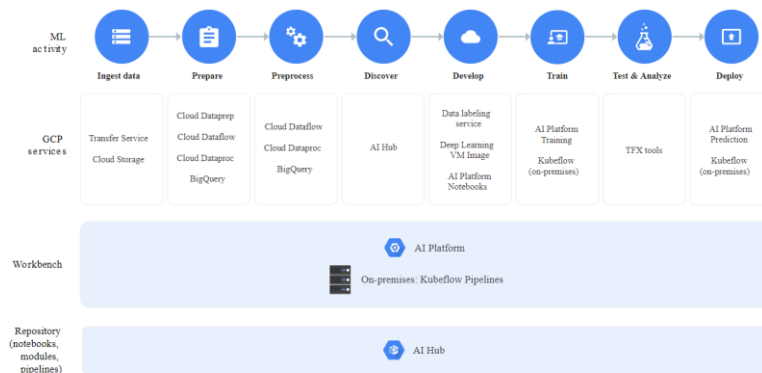 ML
activity
Ingest data
Prepare
Preprocess
Discover
Develop
Train
Test & Analyze
Deploy
GCP
services
Transfer Service
Cloud Storage
Cloud Dataprep
Cloud Dataflow
Cloud Dataproc
BigQuery
Cloud Dataflow
Cloud Dataproc
BigQuery
AI Hub
Data labeling
service
Deep Learning
VM Image
AI Platform
Notebooks
AI Platform
Training
Kubeflow
(on-premises)
TFX tools
AI Platform
Prediction
Kubeflow
(on-premises)
Workbench
AI Platform
On-premises: Kubeflow Pipelines
Repository
(notebooks,
modules,
pipelines)
AI Hub